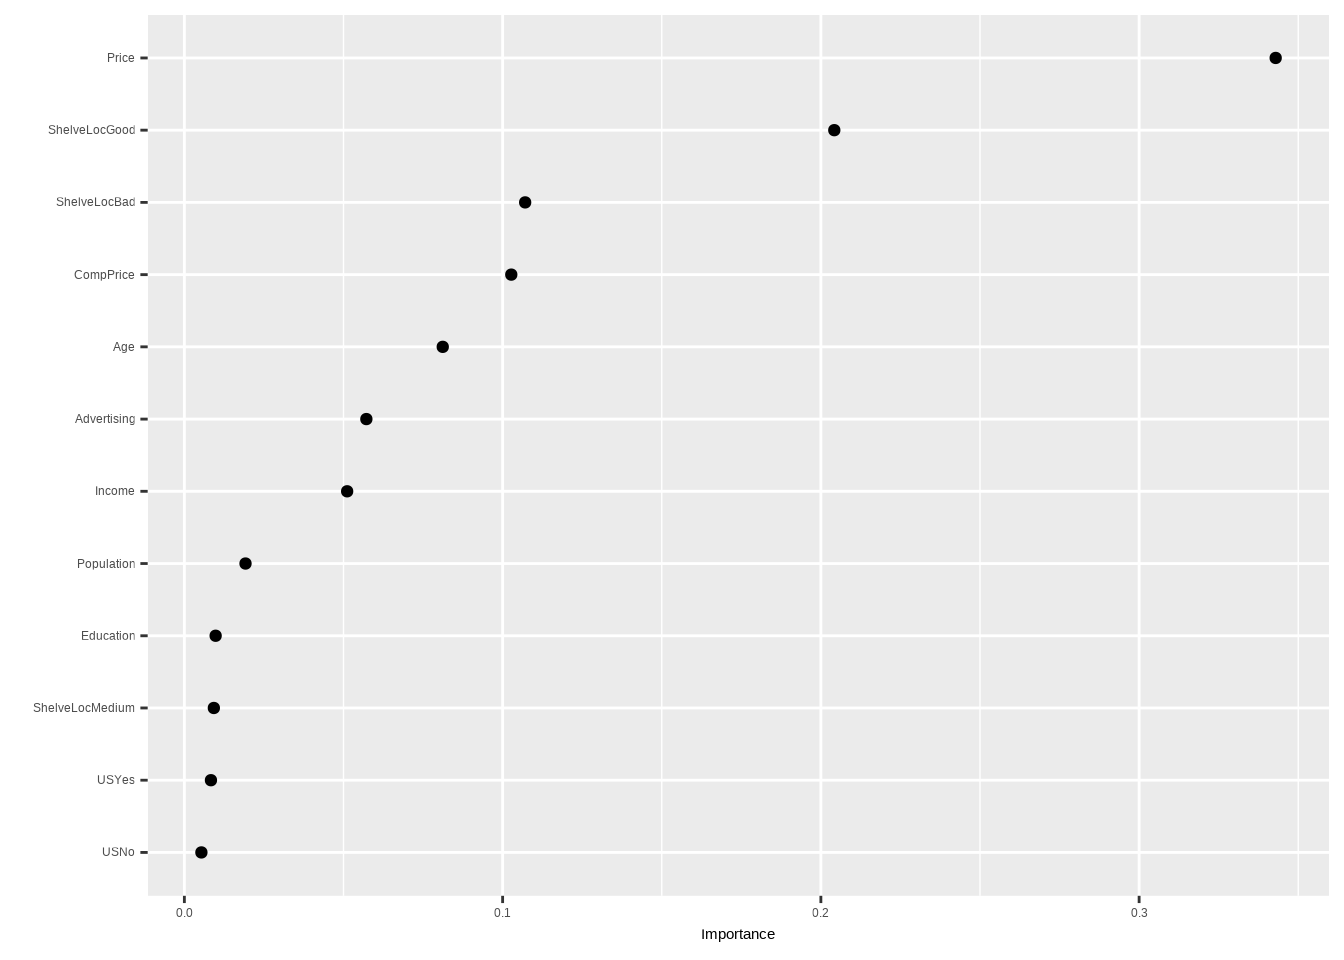 Price
ShelveLocGood
ShelveLocBad
CompPrice
Age
Advertising
Income
Population
Education
ShelveLocMedium
USYes
USNo
0.0 0.1 0.2 0.3
Importance